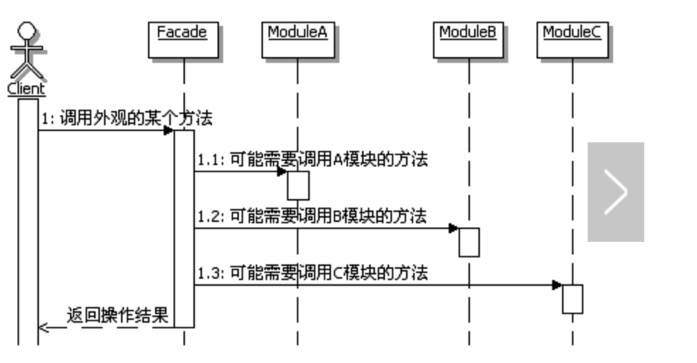 Facade
ModuleA
ModuleB
ModuleC
Client
1: 调用外观的某个方法
1.1: 可能需要调用A模块的方法
1.2: 可能需要调用B模块的方法
1.3: 可能需要调用C模块的方法
返回操作结果